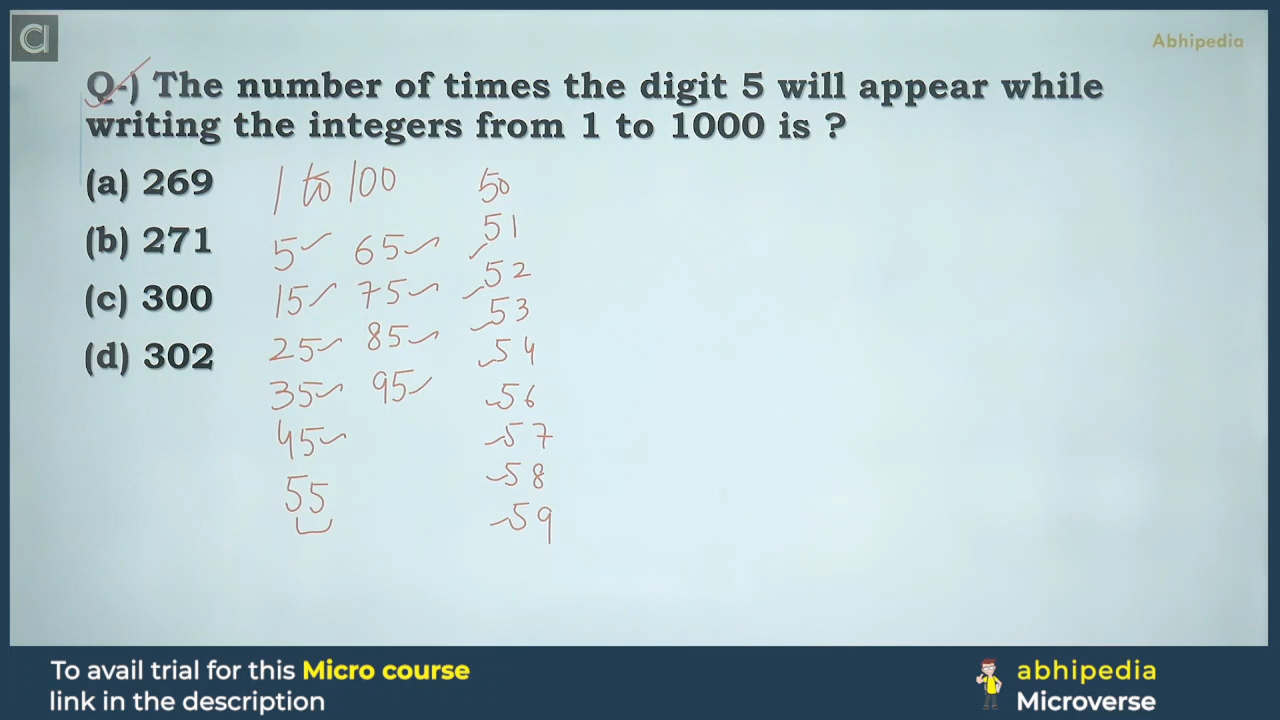 Abhipedia
Q-) The number of times the digit 5 will appear while
writing the integers from 1 to 1000 is ?
(a) 269
(b) 271
(c) 300
(d) 302
1 to 100
5
15
25
35
45
55
65
75
85
95
50
51
52
53
54
56
57
58
59
To avail trial for this Micro course
link in the description
abhipedia
Microverse